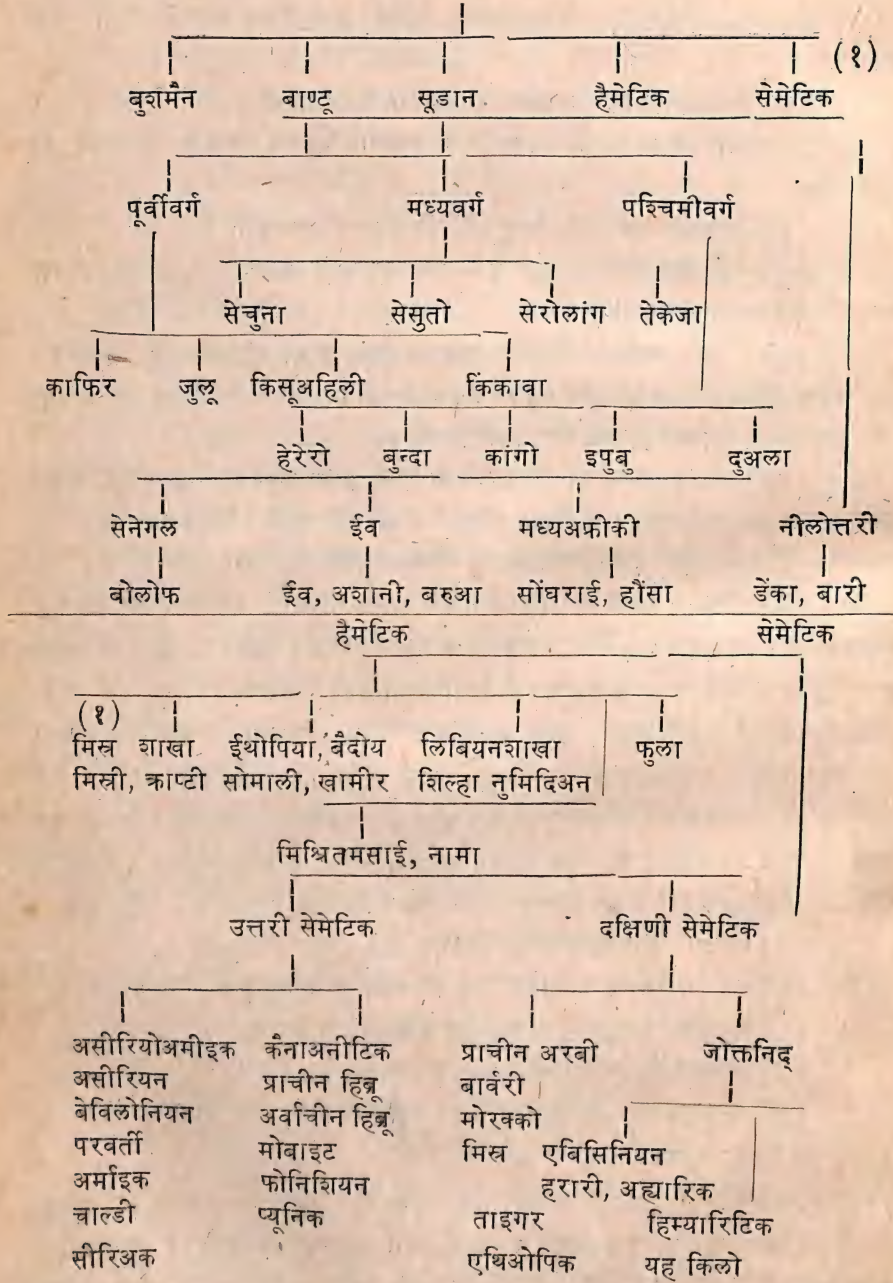 (१)
बुशमैन बाण्टू सूडान हैमेटिक सेमेटिक
पूर्वीवर्ग मध्यवर्ग पश्चिमीवर्ग
सेचुना सेसुतो सेरोलांग तेकेजा
काफिर जुलू किसूअहिली किंकावा
हेरेरो बुन्दा कांगो इपुबु दुअला
सेनेगल ईव मध्यअफ्रीकी नीलोत्तरी
बोलोफ ईव, अशानी, वरुआ सोंघराई, हौंसा डेंका, बारी
हैमेटिक सेमेटिक
(१)
मिस्र शाखा ईथोपिया, बैदोय लिबियनशाखा फुला
मिस्री, क्राप्टी सोमाली, खामीर शिल्हा नुमिदिअन
मिश्रितमसाई, नामा
उत्तरी सेमेटिक दक्षिणी सेमेटिक
असीरियोअमीइक कैनाअनीटिक प्राचीन अरबी जोक्तनिद्
असीरियन प्राचीन हिब्रू बार्वरी
बेविलोनियन अर्वाचीन हिब्रू मोरक्को
परवर्ती मोबाइट मिस्र एबिसिनियन
अर्माइक फोनिशियन हरारी, अह्मारिक
चाल्डी प्यूनिक ताइगर हिम्यारिटिक
सीरिअक एथिओपिक यह किलो